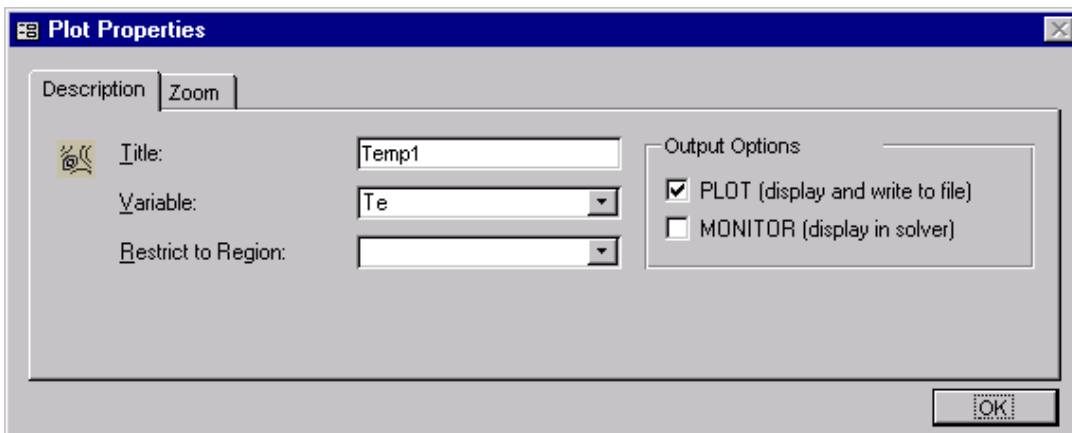 Plot Properties
Description Zoom
Title: Temp1
Variable: Te
Restrict to Region:
Output Options
PLOT (display and write to file)
MONITOR (display in solver)
OK